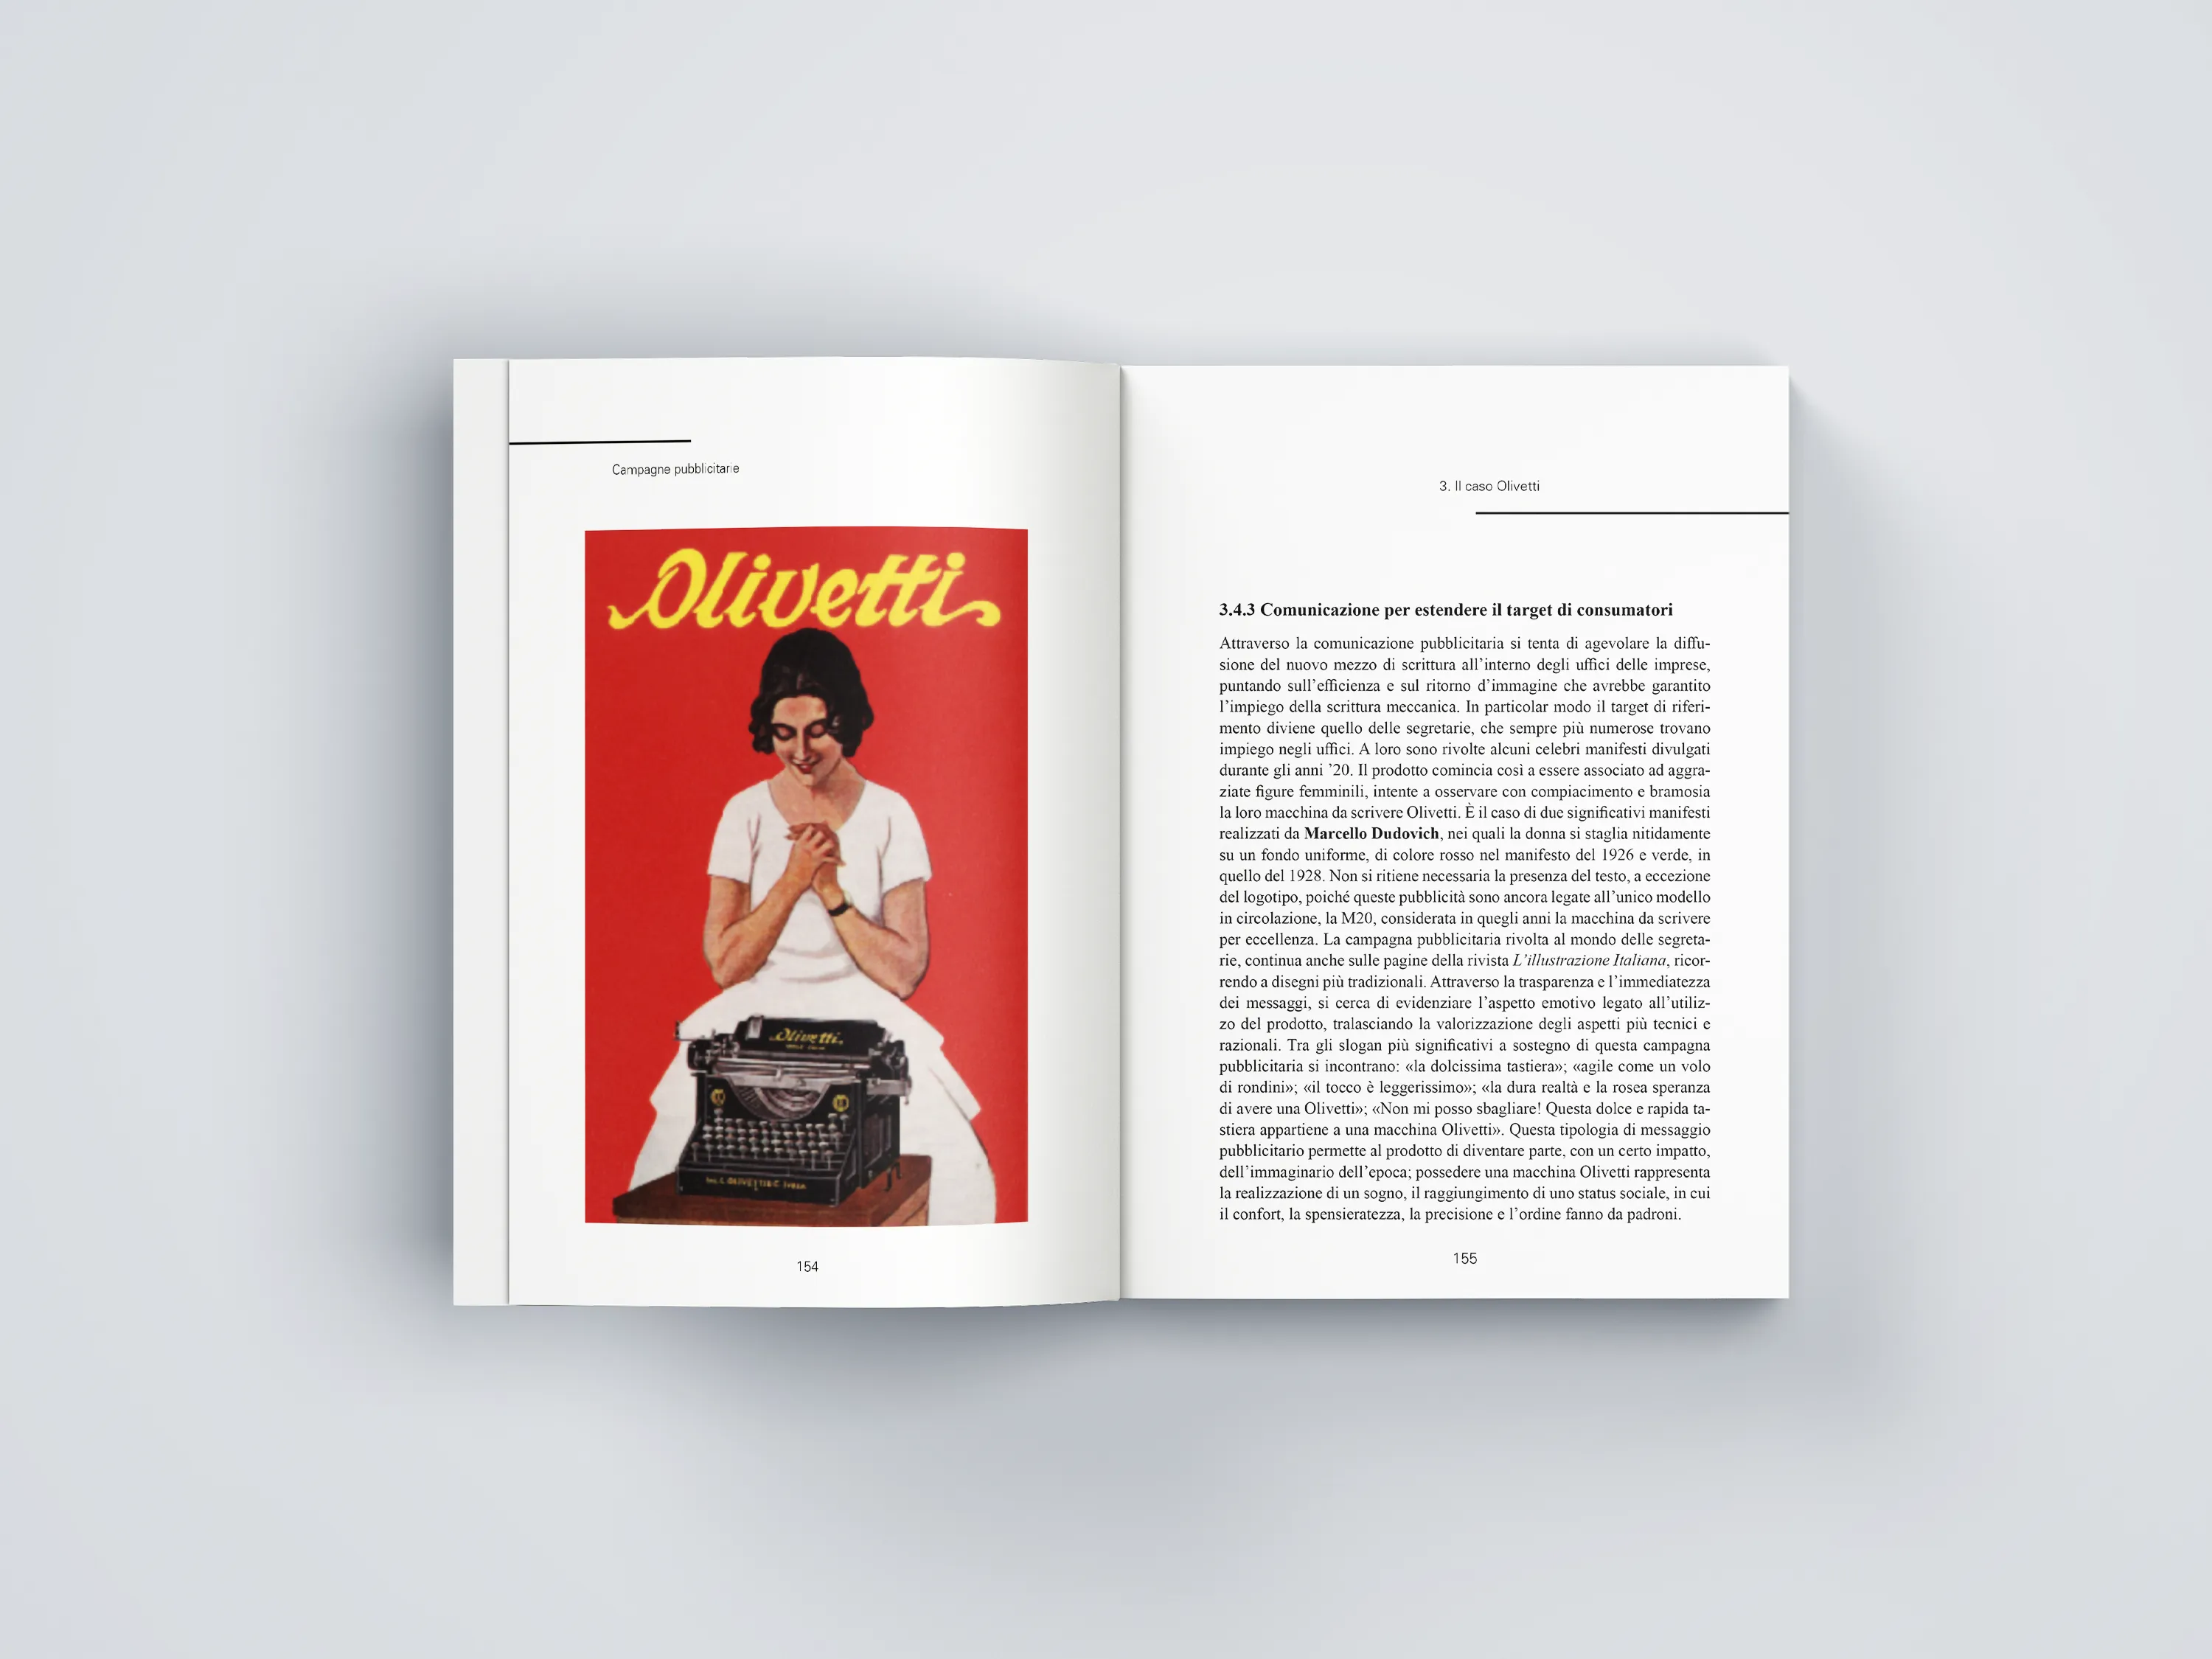 Campagne pubblicitarie
Olivetti
Olivetti
154
3. Il caso Olivetti
3.4.3 Comunicazione per estendere il target di consumatori
Attraverso la comunicazione pubblicitaria si tenta di agevolare la diffu-
sione del nuovo mezzo di scrittura all’interno degli uffici delle imprese,
puntando sull’efficienza e sul ritorno d’immagine che avrebbe garantito
l’impiego della scrittura meccanica. In particolar modo il target di riferi-
mento diviene quello delle segretarie, che sempre più numerose trovano
impiego negli uffici. A loro sono rivolte alcuni celebri manifesti divulgati
durante gli anni ’20. Il prodotto comincia così a essere associato ad aggra-
ziate figure femminili, intente a osservare con compiacimento e bramosia
la loro macchina da scrivere Olivetti. È il caso di due significativi manifesti
realizzati da Marcello Dudovich, nei quali la donna si staglia nitidamente
su un fondo uniforme, di colore rosso nel manifesto del 1926 e verde, in
quello del 1928. Non si ritiene necessaria la presenza del testo, a eccezione
del logotipo, poiché queste pubblicità sono ancora legate all’unico modello
in circolazione, la M20, considerata in quegli anni la macchina da scrivere
per eccellenza. La campagna pubblicitaria rivolta al mondo delle segreta-
rie, continua anche sulle pagine della rivista L’illustrazione Italiana, ricor-
rendo a disegni più tradizionali. Attraverso la trasparenza e l’immediatezza
dei messaggi, si cerca di evidenziare l’aspetto emotivo legato all’utiliz-
zo del prodotto, tralasciando la valorizzazione degli aspetti più tecnici e
razionali. Tra gli slogan più significativi a sostegno di questa campagna
pubblicitaria si incontrano: «la dolcissima tastiera»; «agile come un volo
di rondini»; «il tocco è leggerissimo»; «la dura realtà e la rosea speranza
di avere una Olivetti»; «Non mi posso sbagliare! Questa dolce e rapida ta-
stiera appartiene a una macchina Olivetti». Questa tipologia di messaggio
pubblicitario permette al prodotto di diventare parte, con un certo impatto,
dell’immaginario dell’epoca; possedere una macchina Olivetti rappresenta
la realizzazione di un sogno, il raggiungimento di uno status sociale, in cui
il confort, la spensieratezza, la precisione e l’ordine fanno da padroni.
155